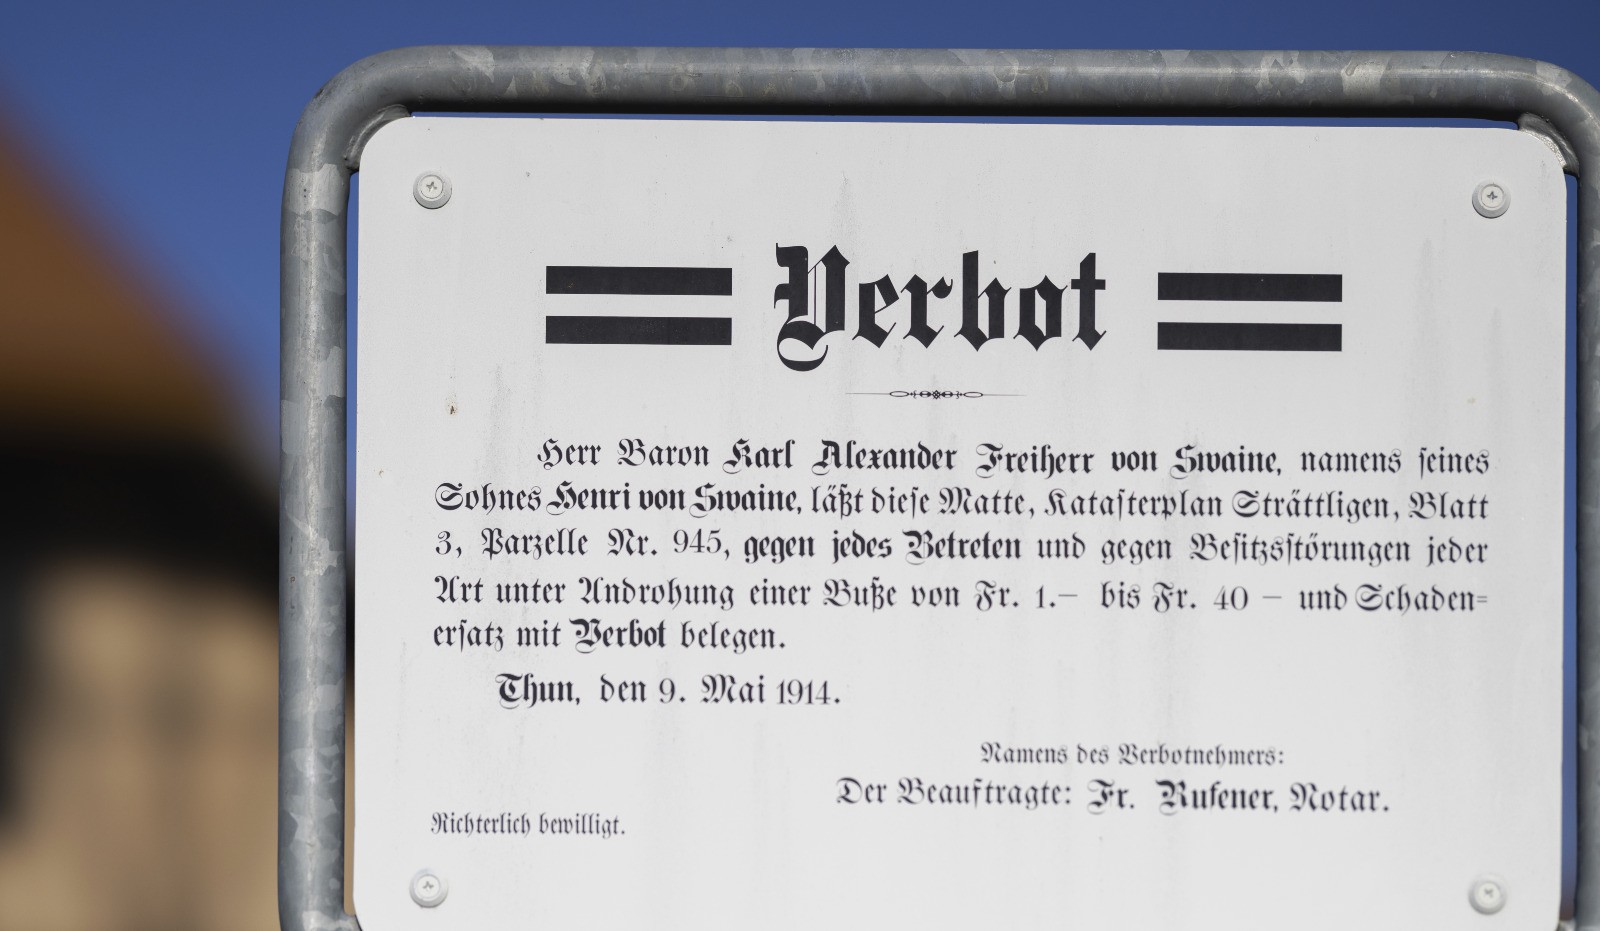 Verbot
Herr Baron Karl Alexander Freiherr von Swaine, namens seines
Sohnes Henri von Swaine, läßt diese Matte, Katasterplan Strättligen, Blatt
3, Parzelle Nr. 945, gegen jedes Betreten und gegen Besitzsstörungen jeder
Art unter Androhung einer Buße von Fr. 1.– bis Fr. 40 – und Schaden=
ersatz mit Verbot belegen.
Thun, den 9. Mai 1914.
Namens des Verbotnehmers:
Der Beauftragte: Fr. Rufener, Notar.
Richterlich bewilligt.